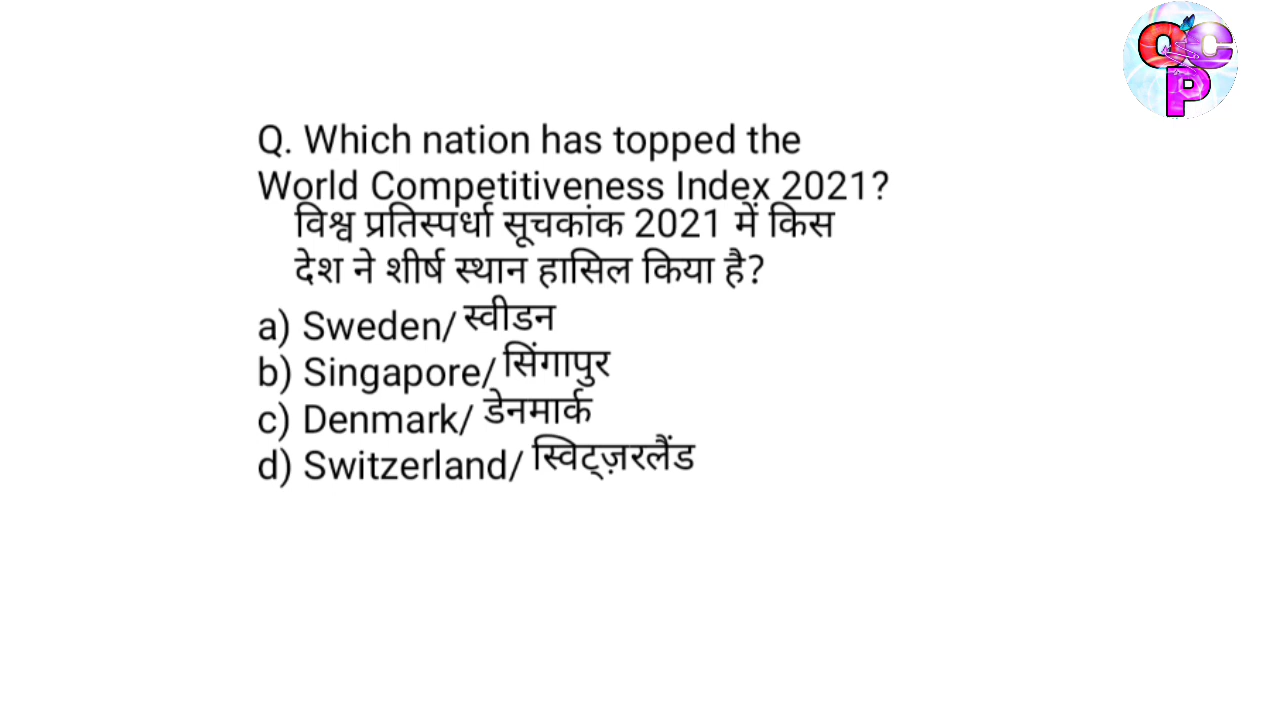 QC
P
Q. Which nation has topped the
World Competitiveness Index 2021?
विश्व प्रतिस्पर्धा सूचकांक 2021 में किस
देश ने शीर्ष स्थान हासिल किया है?
a) Sweden/ स्वीडन
b) Singapore/ सिंगापुर
c) Denmark/ डेनमार्क
d) Switzerland/ स्विट्ज़रलैंड